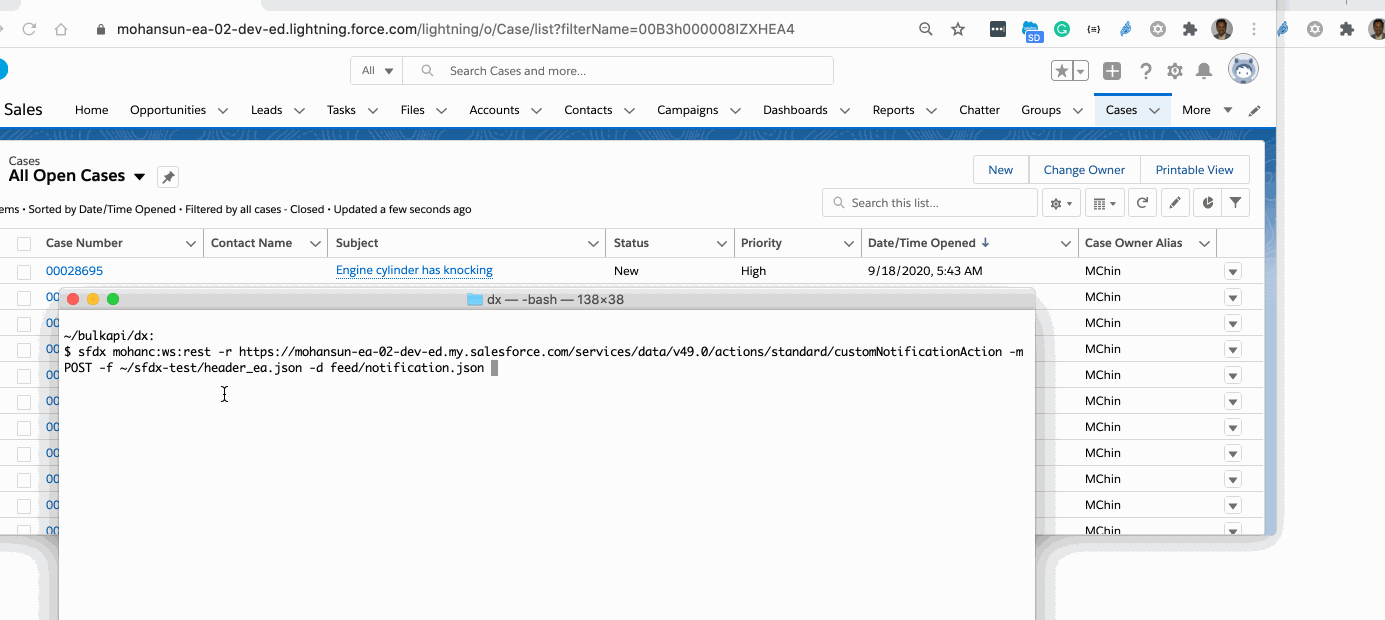 mohansun-ea-02-dev-ed.lightning.force.com/lightning/o/Case/list?filterName=00B3h000008IZXHEA4
SD
All Search Cases and more...
Sales Home Opportunities Leads Tasks Files Accounts Contacts Campaigns Dashboards Reports Chatter Groups Cases More
Cases
All Open Cases
New Change Owner Printable View
ems • Sorted by Date/Time Opened • Filtered by all cases - Closed • Updated a few seconds ago
Search this list...
Case Number Contact Name Subject Status Priority Date/Time Opened Case Owner Alias
00028695 Engine cylinder has knocking New High 9/18/2020, 5:43 AM MChin
00 MChin
dx — -bash — 138×38
00 MChin
~/bulkapi/dx:
00 MChin
$ sfdx mohanc:ws:rest -r https://mohansun-ea-02-dev-ed.my.salesforce.com/services/data/v49.0/actions/standard/customNotificationAction -m
POST -f ~/sfdx-test/header_ea.json -d feed/notification.json
00 MChin
00 MChin
00 MChin
00 MChin
00 MChin
00 MChin
00 MChin